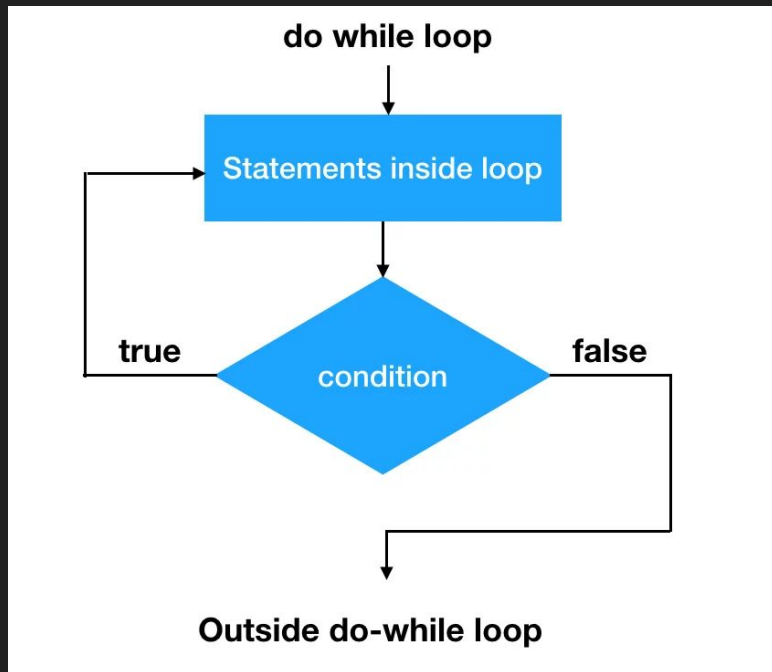 do while loop
Statements inside loop
true
false
condition
Outside do-while loop